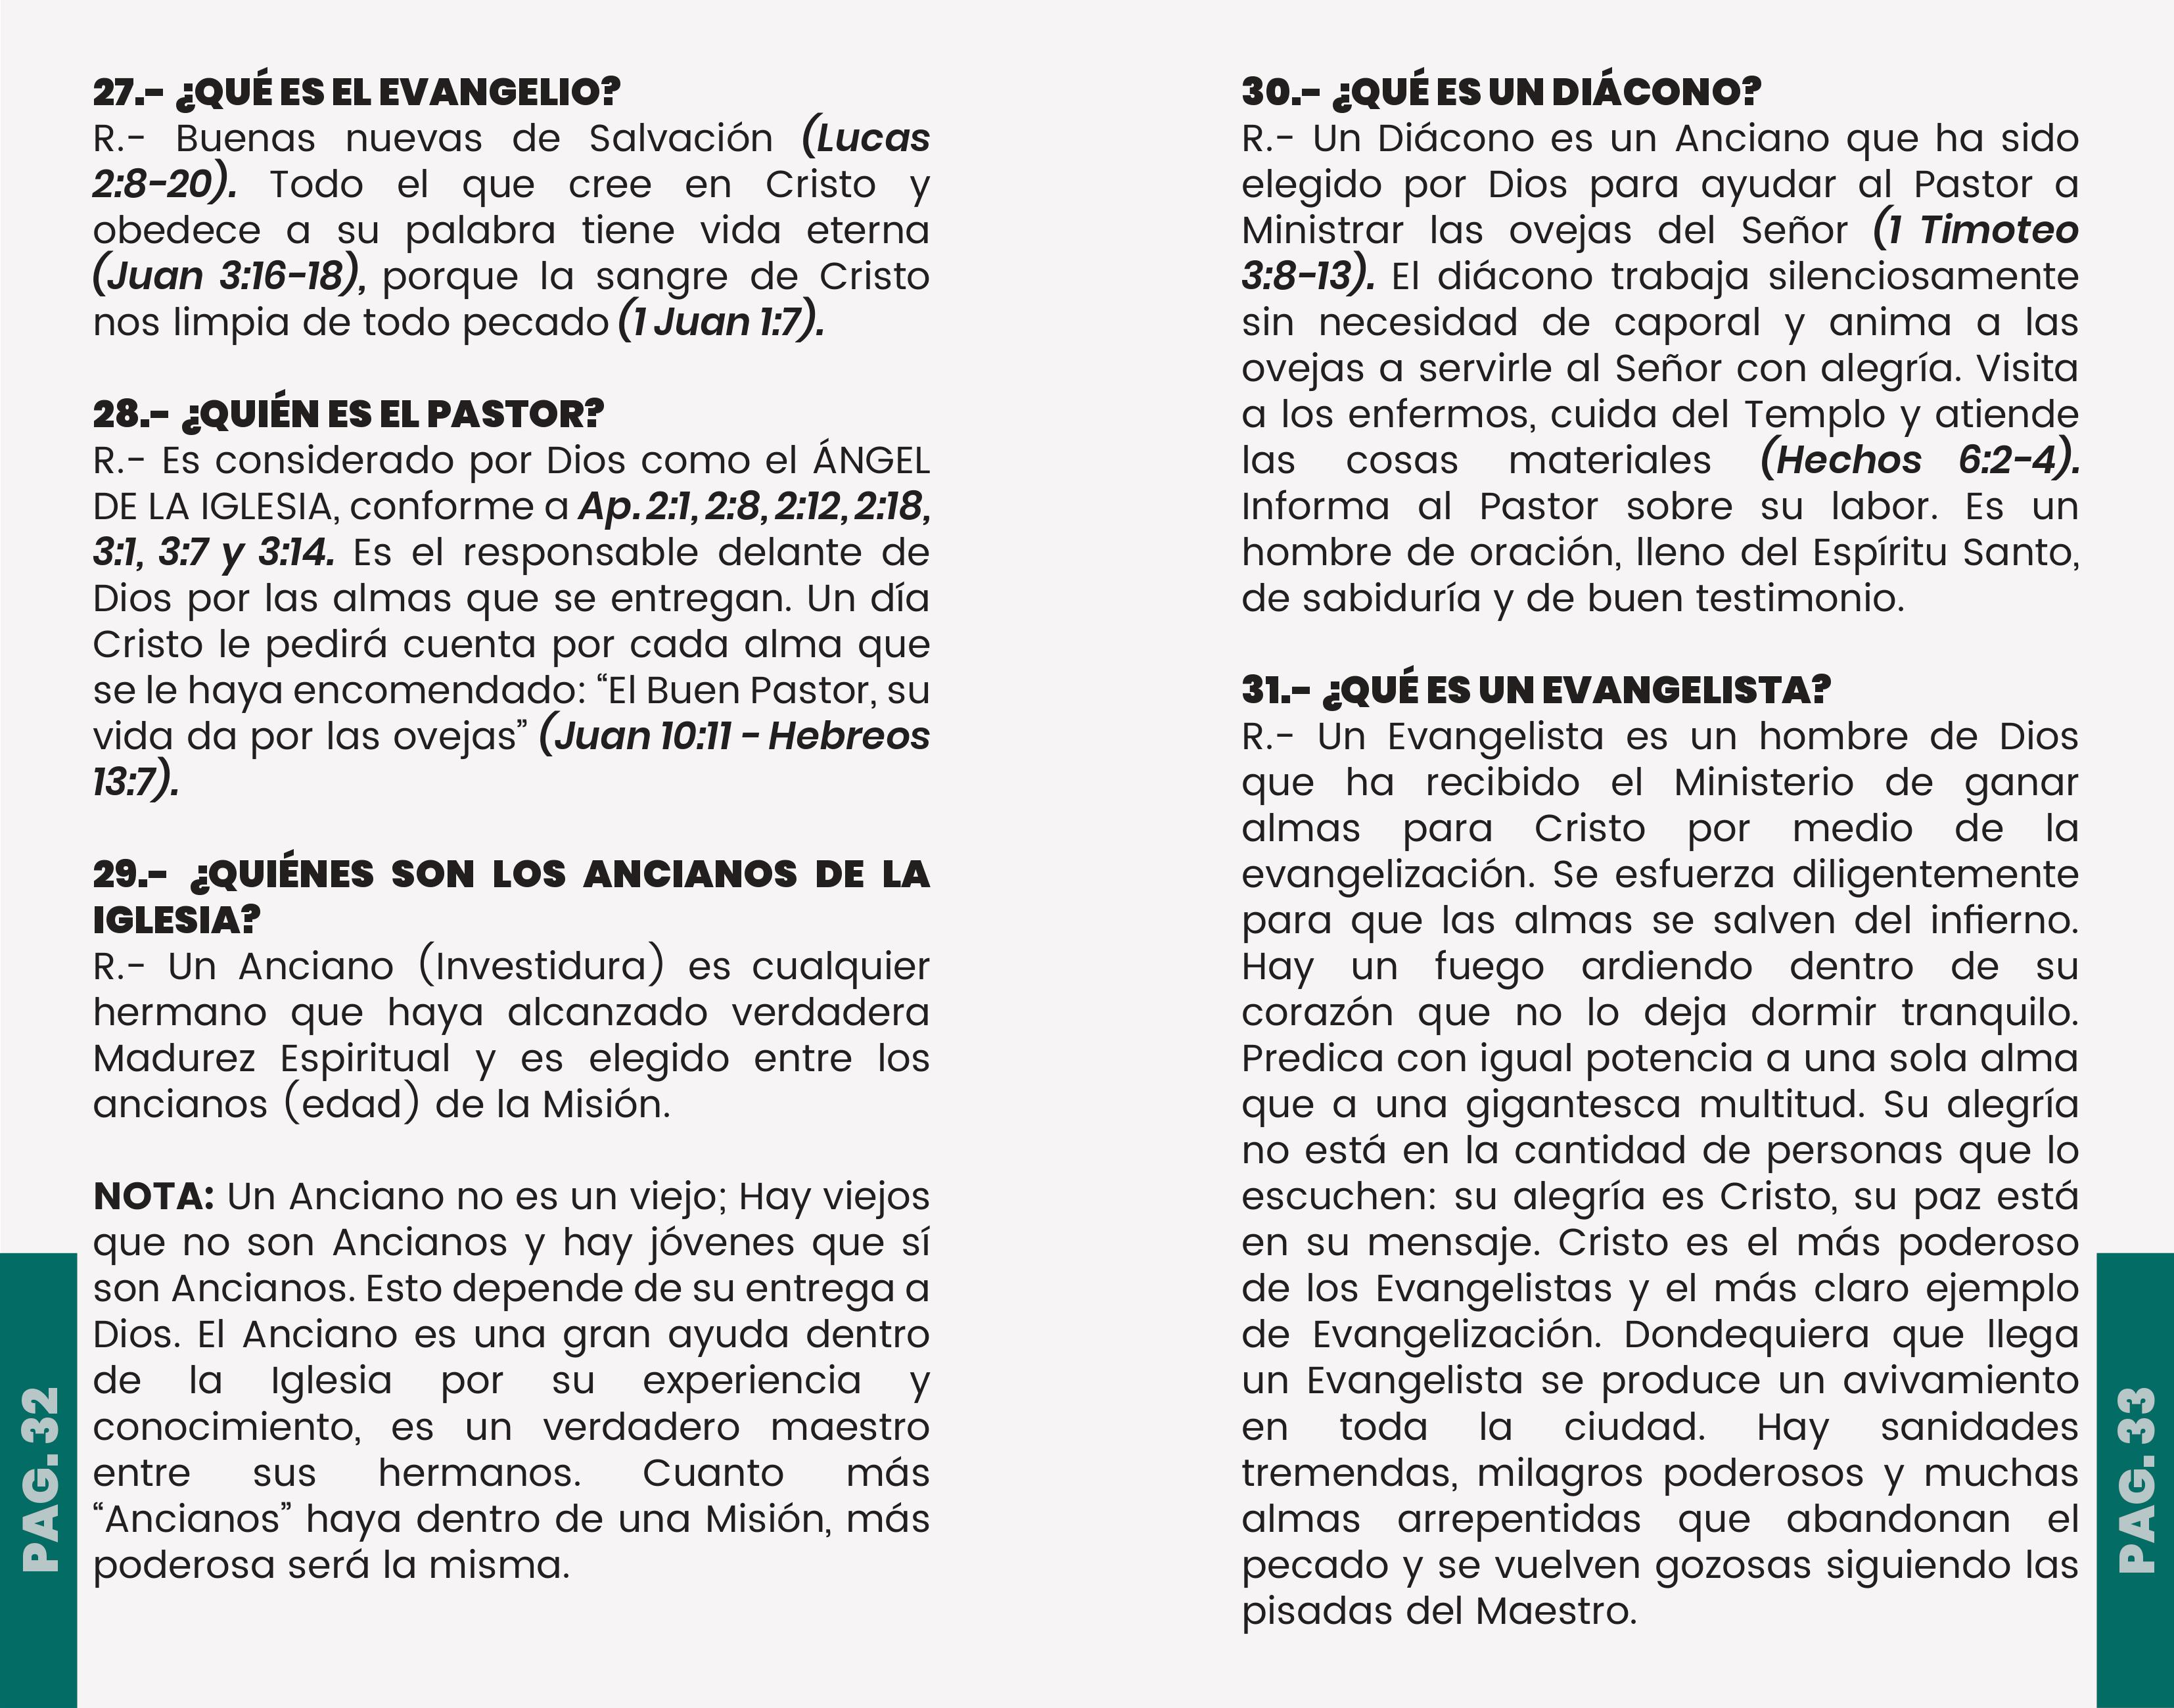 27.- ¿QUÉ ES EL EVANGELIO?
R.- Buenas nuevas de Salvación (Lucas
2:8-20). Todo el que cree en Cristo y
obedece a su palabra tiene vida eterna
(Juan 3:16-18), porque la sangre de Cristo
nos limpia de todo pecado (1 Juan 1:7).
28.- ¿QUIÉN ES EL PASTOR?
R.- Es considerado por Dios como el ÁNGEL
DE LA IGLESIA, conforme a Ap. 2:1, 2:8, 2:12, 2:18,
3:1, 3:7 y 3:14. Es el responsable delante de
Dios por las almas que se entregan. Un día
Cristo le pedirá cuenta por cada alma que
se le haya encomendado: “El Buen Pastor, su
vida da por las ovejas” (Juan 10:11 - Hebreos
13:7).
29.- ¿QUIÉNES SON LOS ANCIANOS DE LA
IGLESIA?
R.- Un Anciano (Investidura) es cualquier
hermano que haya alcanzado verdadera
Madurez Espiritual y es elegido entre los
ancianos (edad) de la Misión.
NOTA: Un Anciano no es un viejo; Hay viejos
que no son Ancianos y hay jóvenes que sí
son Ancianos. Esto depende de su entrega a
Dios. El Anciano es una gran ayuda dentro
de la Iglesia por su experiencia y
conocimiento, es un verdadero maestro
entre sus hermanos. Cuanto más
“Ancianos” haya dentro de una Misión, más
poderosa será la misma.
PAG. 32
30.- ¿QUÉ ES UN DIÁCONO?
R.- Un Diácono es un Anciano que ha sido
elegido por Dios para ayudar al Pastor a
Ministrar las ovejas del Señor (1 Timoteo
3:8-13). El diácono trabaja silenciosamente
sin necesidad de caporal y anima a las
ovejas a servirle al Señor con alegría. Visita
a los enfermos, cuida del Templo y atiende
las cosas materiales (Hechos 6:2-4).
Informa al Pastor sobre su labor. Es un
hombre de oración, lleno del Espíritu Santo,
de sabiduría y de buen testimonio.
31.- ¿QUÉ ES UN EVANGELISTA?
R.- Un Evangelista es un hombre de Dios
que ha recibido el Ministerio de ganar
almas para Cristo por medio de la
evangelización. Se esfuerza diligentemente
para que las almas se salven del infierno.
Hay un fuego ardiendo dentro de su
corazón que no lo deja dormir tranquilo.
Predica con igual potencia a una sola alma
que a una gigantesca multitud. Su alegría
no está en la cantidad de personas que lo
escuchen: su alegría es Cristo, su paz está
en su mensaje. Cristo es el más poderoso
de los Evangelistas y el más claro ejemplo
de Evangelización. Dondequiera que llega
un Evangelista se produce un avivamiento
en toda la ciudad. Hay sanidades
tremendas, milagros poderosos y muchas
almas arrepentidas que abandonan el
pecado y se vuelven gozosas siguiendo las
pisadas del Maestro.
PAG. 33